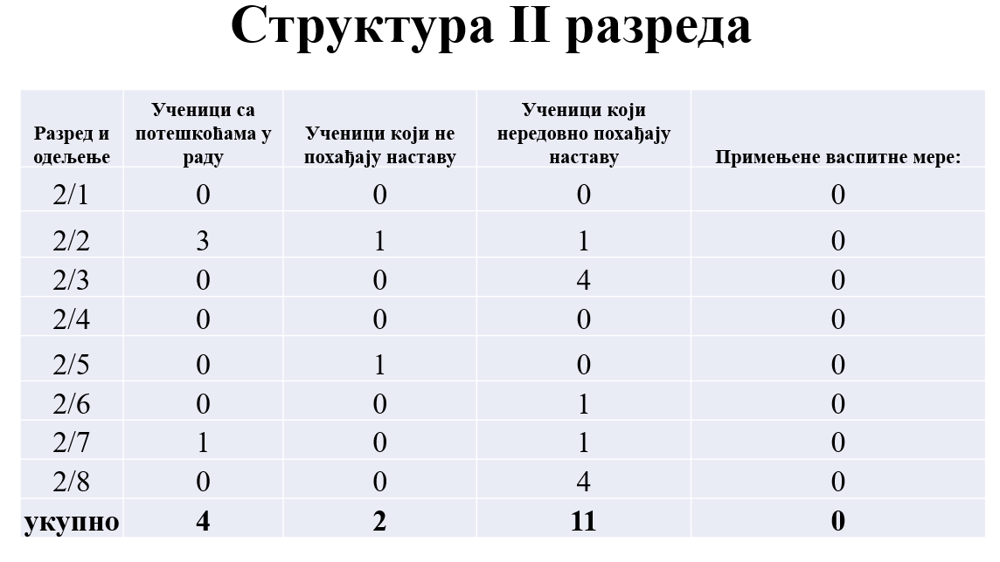 Структура II разреда
Разред и одељење	Ученици са потешкоћама у раду	Ученици који не похађају наставу	Ученици који нередовно похађају наставу	Примењене васпитне мере:
2/1	0	0	0	0
2/2	3	1	1	0
2/3	0	0	4	0
2/4	0	0	0	0
2/5	0	1	0	0
2/6	0	0	1	0
2/7	1	0	1	0
2/8	0	0	4	0
укупно	4	2	11	0